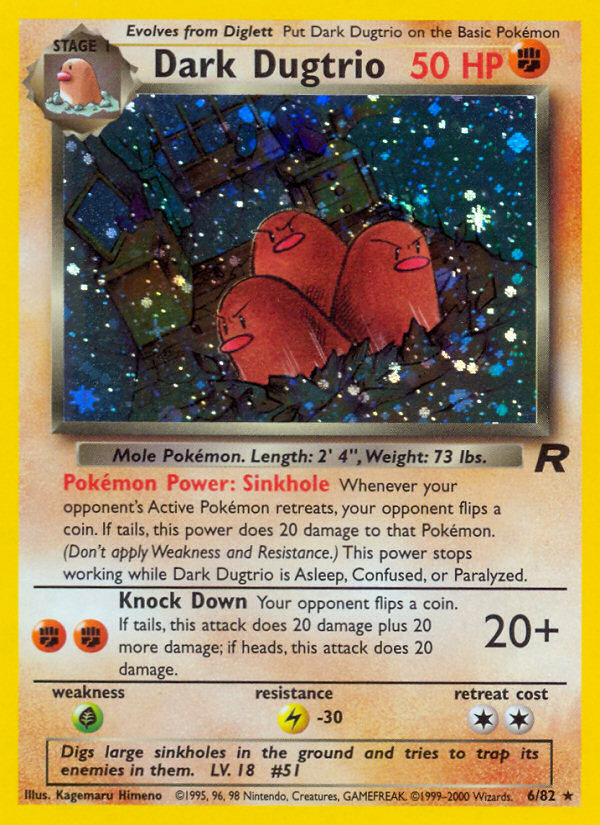 Evolves from Diglett Put Dark Dugtrio on the Basic Pokémon
STAGE 1
Dark Dugtrio 50 HP
Mole Pokémon. Length: 2' 4", Weight: 73 lbs.
R
Pokémon Power: Sinkhole Whenever your
opponent's Active Pokémon retreats, your opponent flips a
coin. If tails, this power does 20 damage to that Pokémon.
(Don't apply Weakness and Resistance.) This power stops
working while Dark Dugtrio is Asleep, Confused, or Paralyzed.
Knock Down Your opponent flips a coin.
If tails, this attack does 20 damage plus 20
more damage; if heads, this attack does 20
damage.
20+
weakness resistance retreat cost
-30
Digs large sinkholes in the ground and tries to trap its
enemies in them. LV. 18 #51
Illus. Kagemaru Himeno ©1995, 96, 98 Nintendo, Creatures, GAMEFREAK. ©1999-2000 Wizards. 6/82 ★